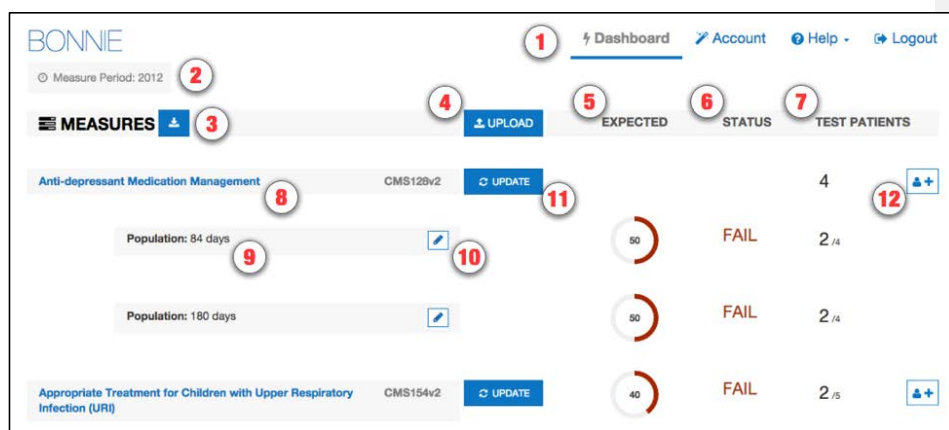 BONNIE
1 Dashboard Account Help Logout
Measure Period: 2012 2
MEASURES 3 4 UPLOAD 5 EXPECTED 6 STATUS 7 TEST PATIENTS
Anti-depressant Medication Management 8 CMS128v2 UPDATE 11 4 12
Population: 84 days 9 10 50 FAIL 2 /4
Population: 180 days 50 FAIL 2 /4
Appropriate Treatment for Children with Upper Respiratory CMS154v2 UPDATE 40 FAIL 2 /5
Infection (URI)